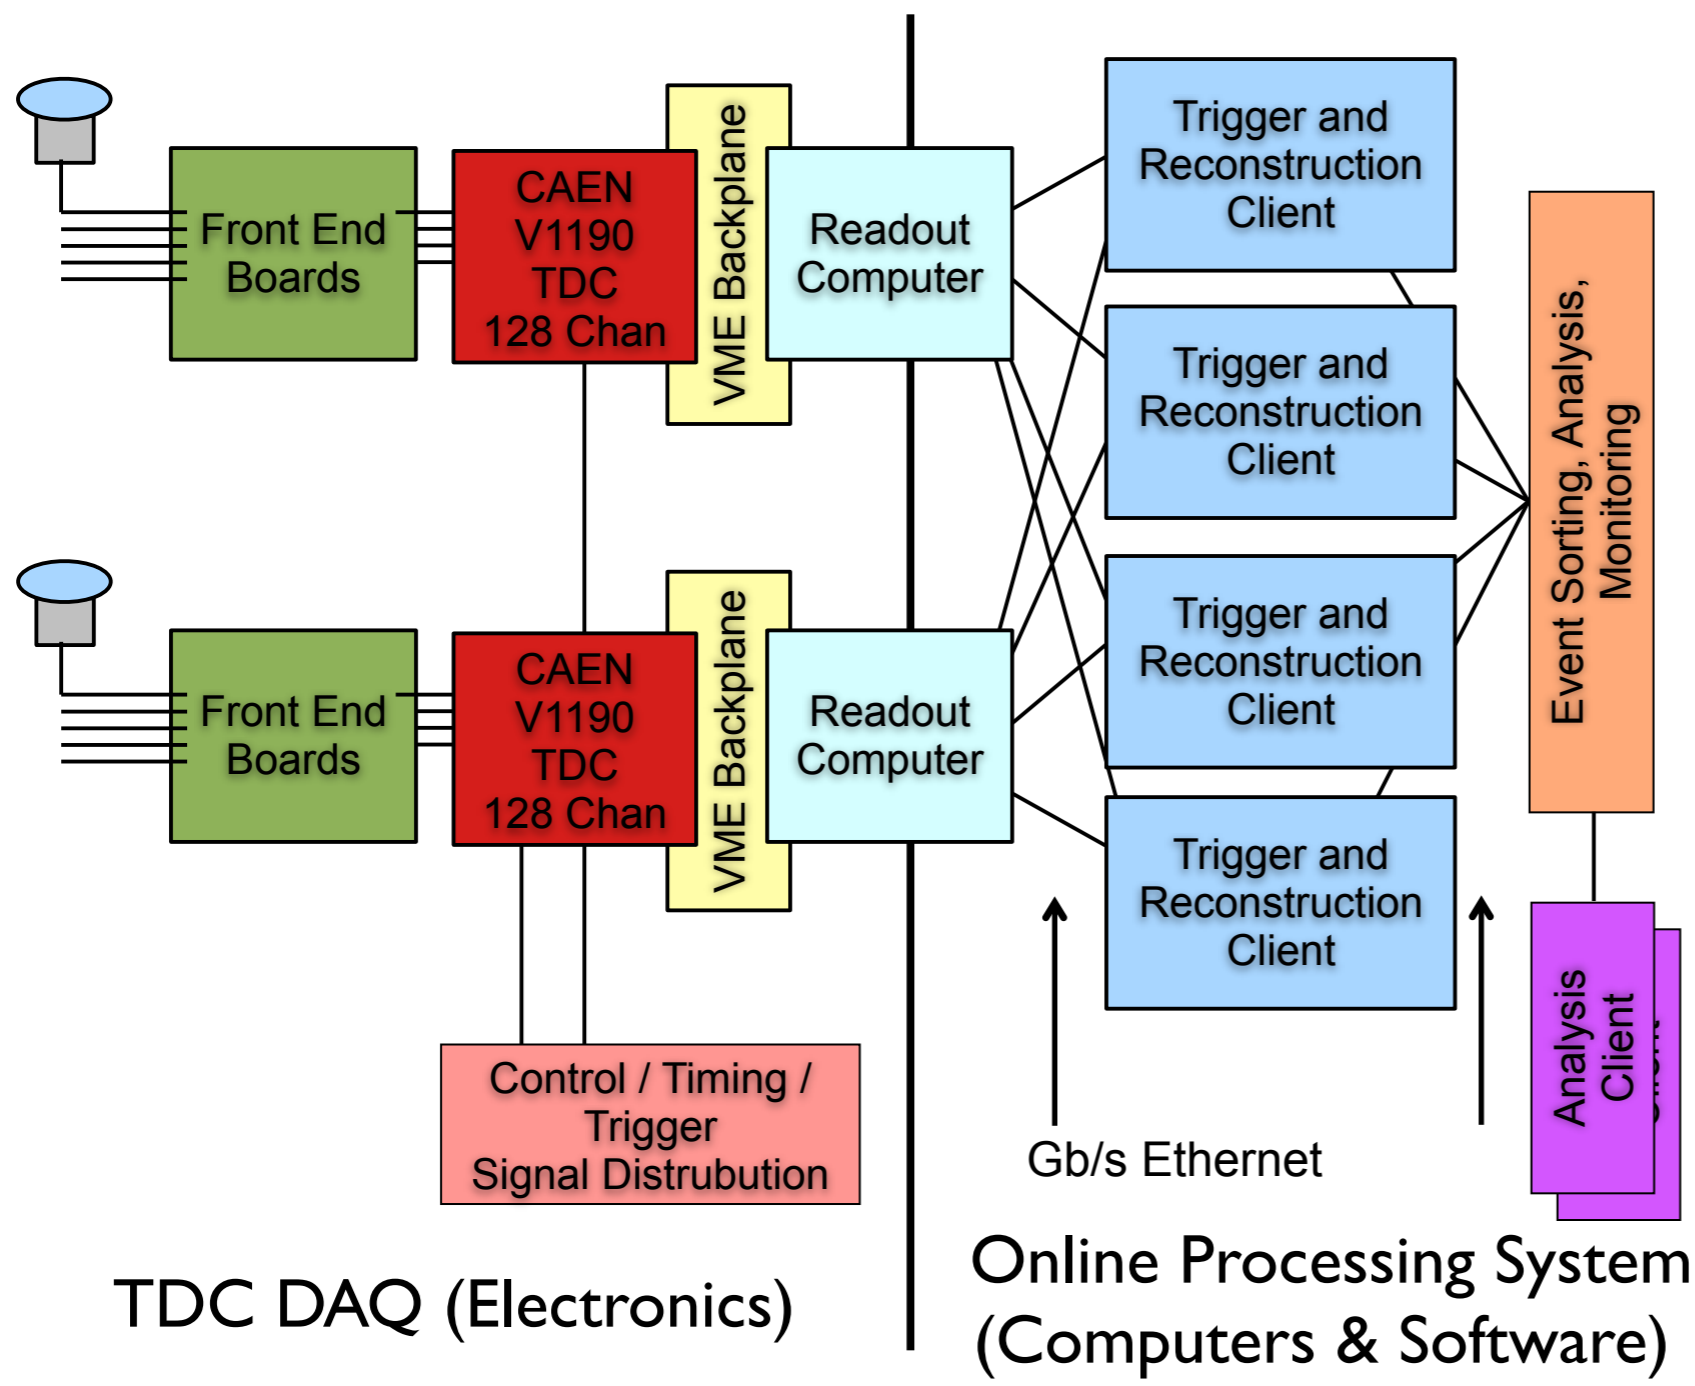 Front End
Boards
CAEN
V1190
TDC
128 Chan
VME Backplane
Readout
Computer
Trigger and
Reconstruction
Client
Trigger and
Reconstruction
Client
Event Sorting, Analysis,
Monitoring
Front End
Boards
CAEN
V1190
TDC
128 Chan
VME Backplane
Readout
Computer
Trigger and
Reconstruction
Client
Trigger and
Reconstruction
Client
Analysis
Client
Control / Timing /
Trigger
Signal Distrubution
Gb/s Ethernet
TDC DAQ (Electronics)
Online Processing System
(Computers & Software)